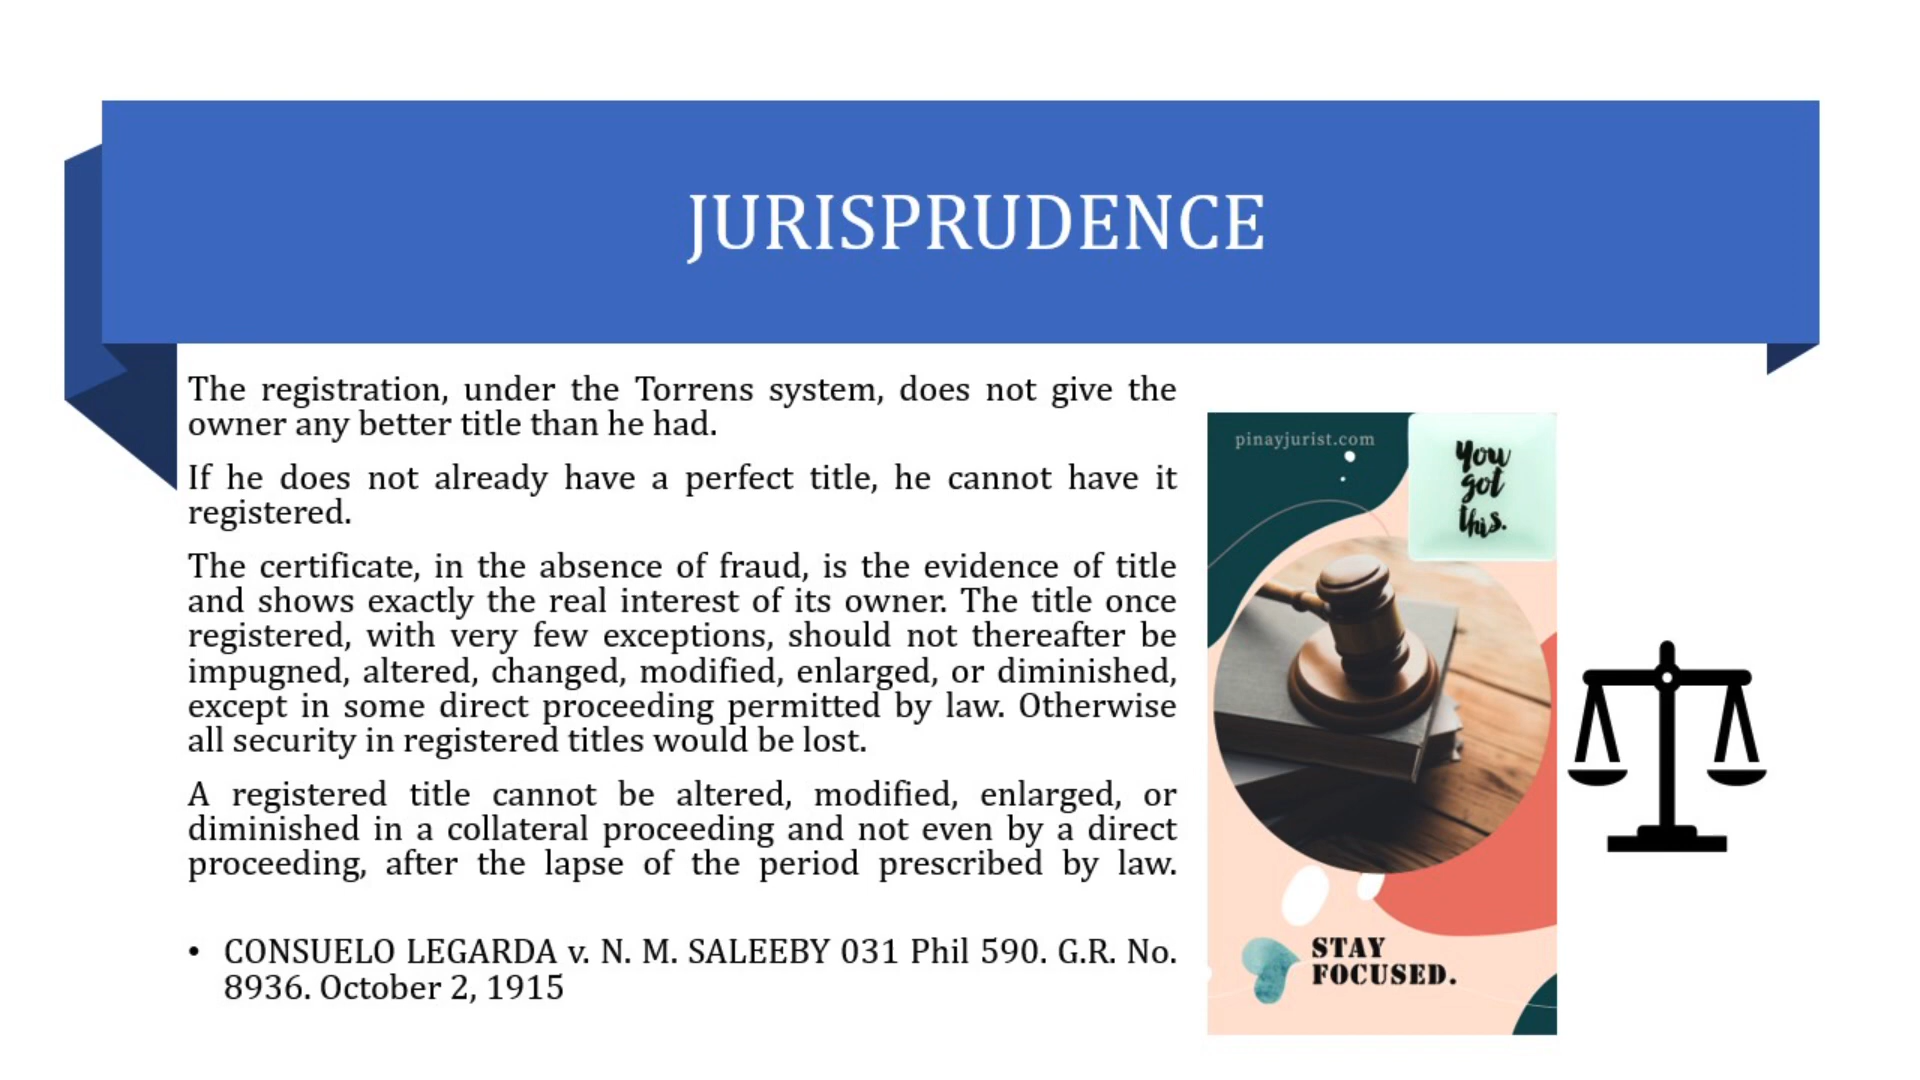 JURISPRUDENCE
The registration, under the Torrens system, does not give the
owner any better title than he had.
If he does not already have a perfect title, he cannot have it
registered.
The certificate, in the absence of fraud, is the evidence of title
and shows exactly the real interest of its owner. The title once
registered, with very few exceptions, should not thereafter be
impugned, altered, changed, modified, enlarged, or diminished,
except in some direct proceeding permitted by law. Otherwise
all security in registered titles would be lost.
A registered title cannot be altered, modified, enlarged, or
diminished in a collateral proceeding and not even by a direct
proceeding, after the lapse of the period prescribed by law.
• CONSUELO LEGARDA v. N. M. SALEEBY 031 Phil 590. G.R. No.
8936. October 2, 1915
pinayjurist.com
You
got
this.
STAY
FOCUSED.